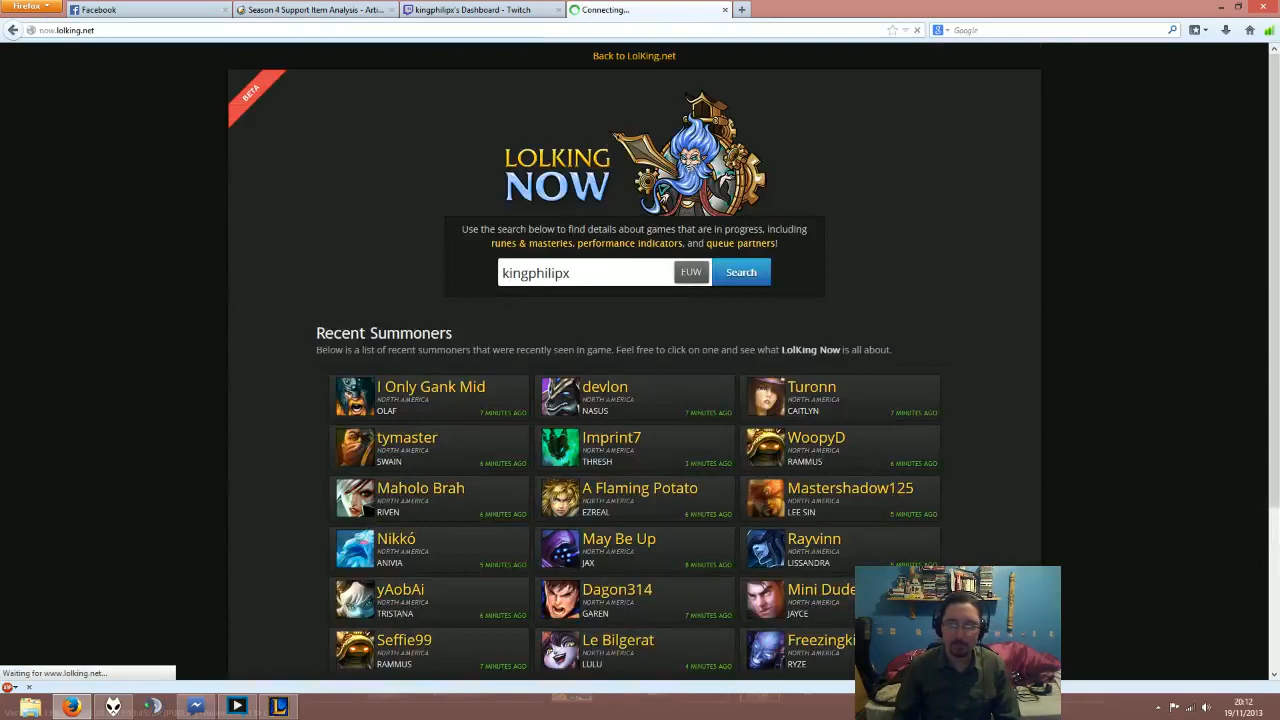 Firefox
Facebook
Season 4 Support Item Analysis - Arti...
kingphilipx's Dashboard - Twitch
Connecting...
now.lolking.net
Google
Back to LolKing.net
BETA
LOLKING
NOW
Use the search below to find details about games that are in progress, including
runes & masteries, performance indicators, and queue partners!
kingphilipx
EUW
Search
Recent Summoners
Below is a list of recent summoners that were recently seen in game. Feel free to click on one and see what LolKing Now is all about.
I Only Gank Mid
NORTH AMERICA
OLAF
7 MINUTES AGO
devlon
NORTH AMERICA
NASUS
7 MINUTES AGO
Turonn
NORTH AMERICA
CAITLYN
7 MINUTES AGO
tymaster
NORTH AMERICA
SWAIN
6 MINUTES AGO
Imprint7
NORTH AMERICA
THRESH
3 MINUTES AGO
WoopyD
NORTH AMERICA
RAMMUS
6 MINUTES AGO
Maholo Brah
NORTH AMERICA
RIVEN
6 MINUTES AGO
A Flaming Potato
NORTH AMERICA
EZREAL
6 MINUTES AGO
Mastershadow125
NORTH AMERICA
LEE SIN
5 MINUTES AGO
Nikkó
NORTH AMERICA
ANIVIA
5 MINUTES AGO
May Be Up
NORTH AMERICA
JAX
8 MINUTES AGO
Rayvinn
NORTH AMERICA
LISSANDRA
5 MINUTES AGO
yAobAi
NORTH AMERICA
TRISTANA
6 MINUTES AGO
Dagon314
NORTH AMERICA
GAREN
7 MINUTES AGO
Mini Dude
NORTH AMERICA
JAYCE
Seffie99
NORTH AMERICA
RAMMUS
7 MINUTES AGO
Le Bilgerat
NORTH AMERICA
LULU
4 MINUTES AGO
Freezingki
NORTH AMERICA
RYZE
Waiting for www.lolking.net...
20:12
19/11/2013